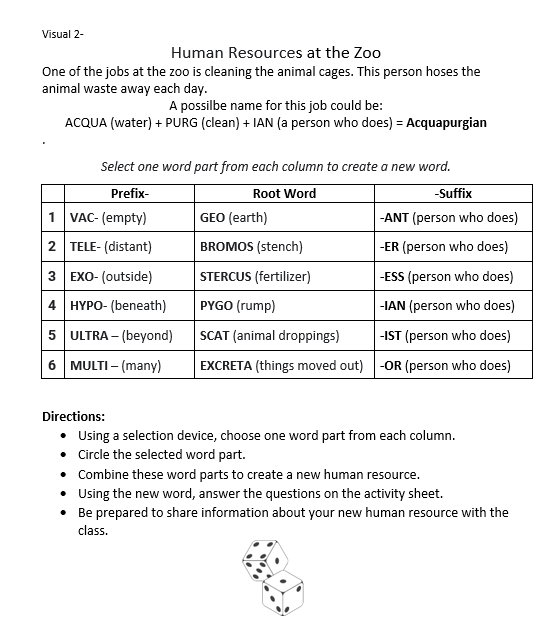 Visual 2-
Human Resources at the Zoo
One of the jobs at the zoo is cleaning the animal cages. This person hoses the
animal waste away each day.
A possilbe name for this job could be:
ACQUA (water) + PURG (clean) + IAN (a person who does) = Acquapurgian
.
Select one word part from each column to create a new word.
Prefix- Root Word -Suffix
1 VAC- (empty) GEO (earth) -ANT (person who does)
2 TELE- (distant) BROMOS (stench) -ER (person who does)
3 EXO- (outside) STERCUS (fertilizer) -ESS (person who does)
4 HYPO- (beneath) PYGO (rump) -IAN (person who does)
5 ULTRA – (beyond) SCAT (animal droppings) -IST (person who does)
6 MULTI – (many) EXCRETA (things moved out) -OR (person who does)
Directions:
• Using a selection device, choose one word part from each column.
• Circle the selected word part.
• Combine these word parts to create a new human resource.
• Using the new word, answer the questions on the activity sheet.
• Be prepared to share information about your new human resource with the
class.